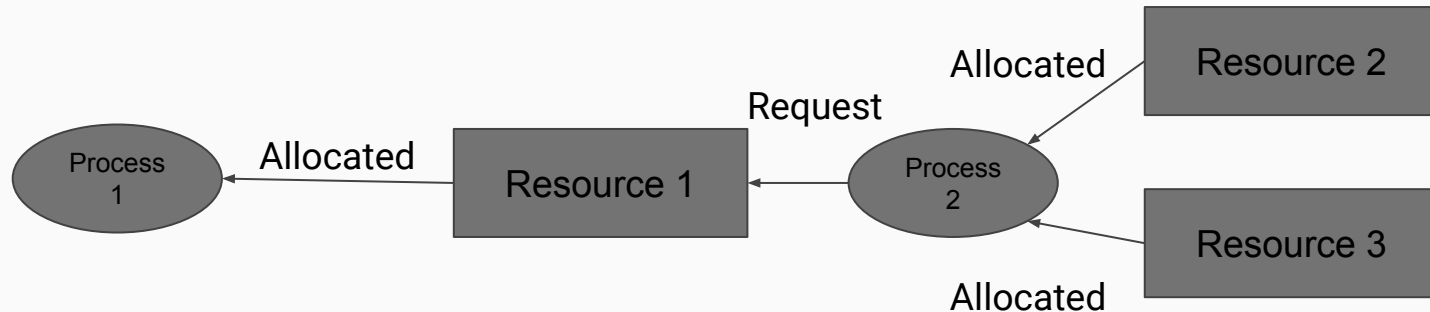 Process
1
Allocated
Resource 1
Request
Process
2
Allocated
Resource 2
Allocated
Resource 3